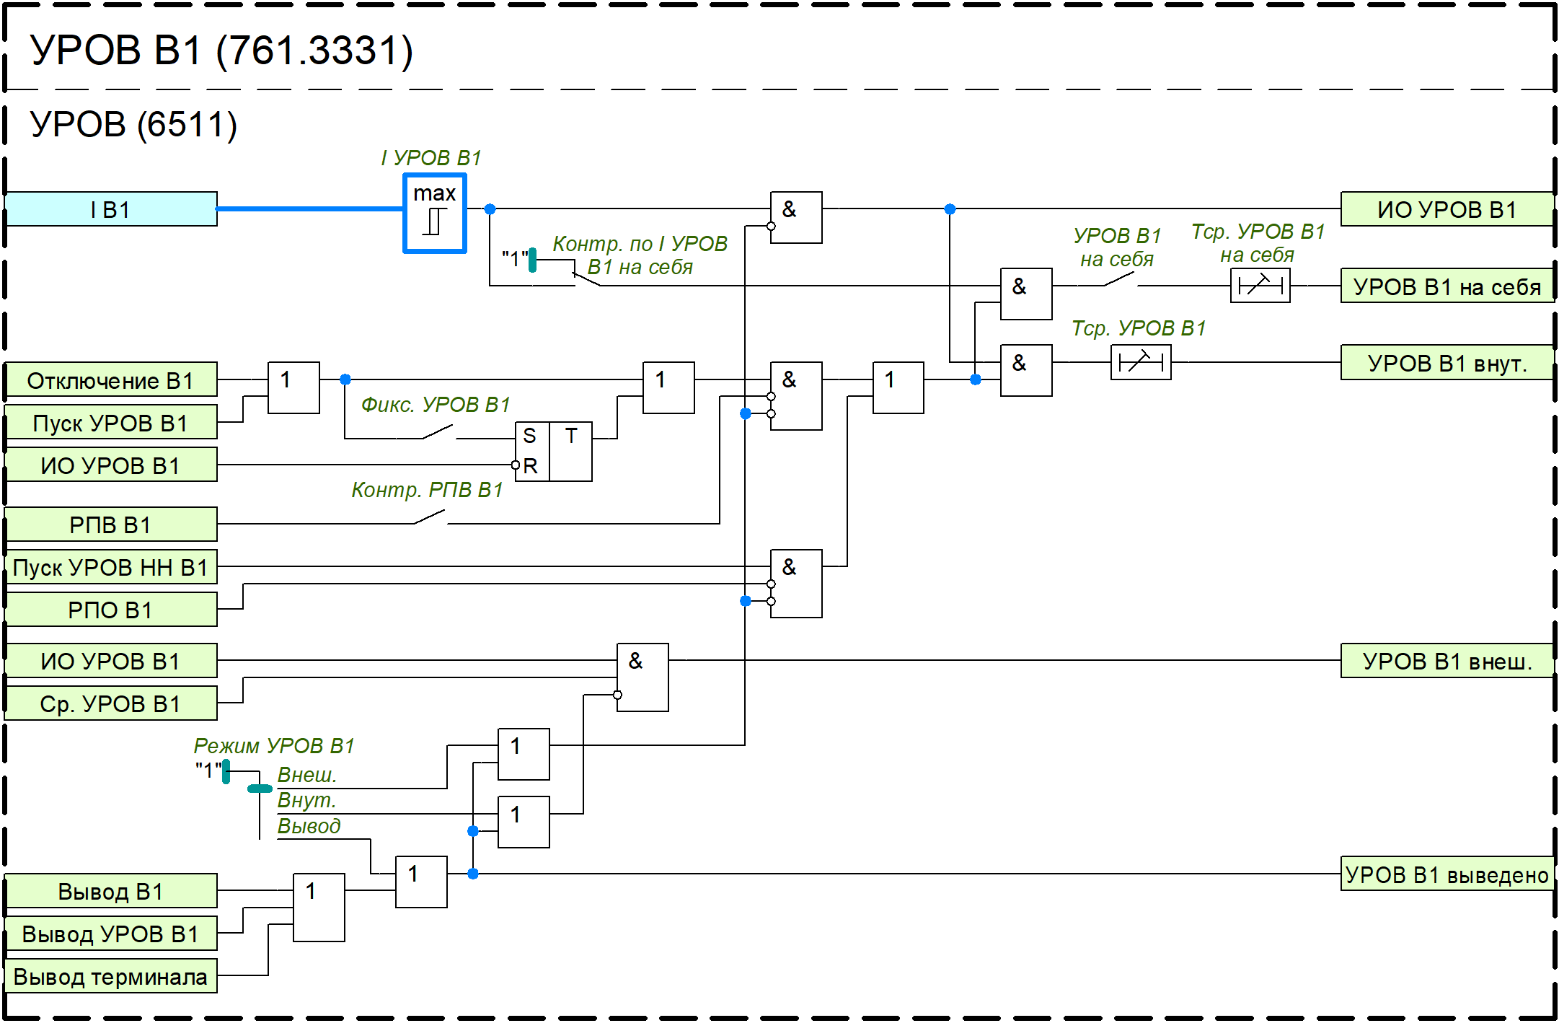 УРОВ В1 (761.3331)
УРОВ (6511)
I УРОВ В1
I В1
max
&
ИО УРОВ В1
"1"
Контр. по I УРОВ
В1 на себя
УРОВ В1
на себя
Тср. УРОВ В1
на себя
&
УРОВ В1 на себя
Тср. УРОВ В1
&
УРОВ В1 внут.
Отключение В1
1
1
&
1
Пуск УРОВ В1
Фикс. УРОВ В1
S
T
R
ИО УРОВ В1
Контр. РПВ В1
РПВ В1
Пуск УРОВ НН В1
&
РПО В1
ИО УРОВ В1
&
УРОВ В1 внеш.
Ср. УРОВ В1
Режим УРОВ В1
"1"
Внеш.
Внут.
Вывод
1
1
1
УРОВ В1 выведено
Вывод В1
1
Вывод УРОВ В1
Вывод терминала